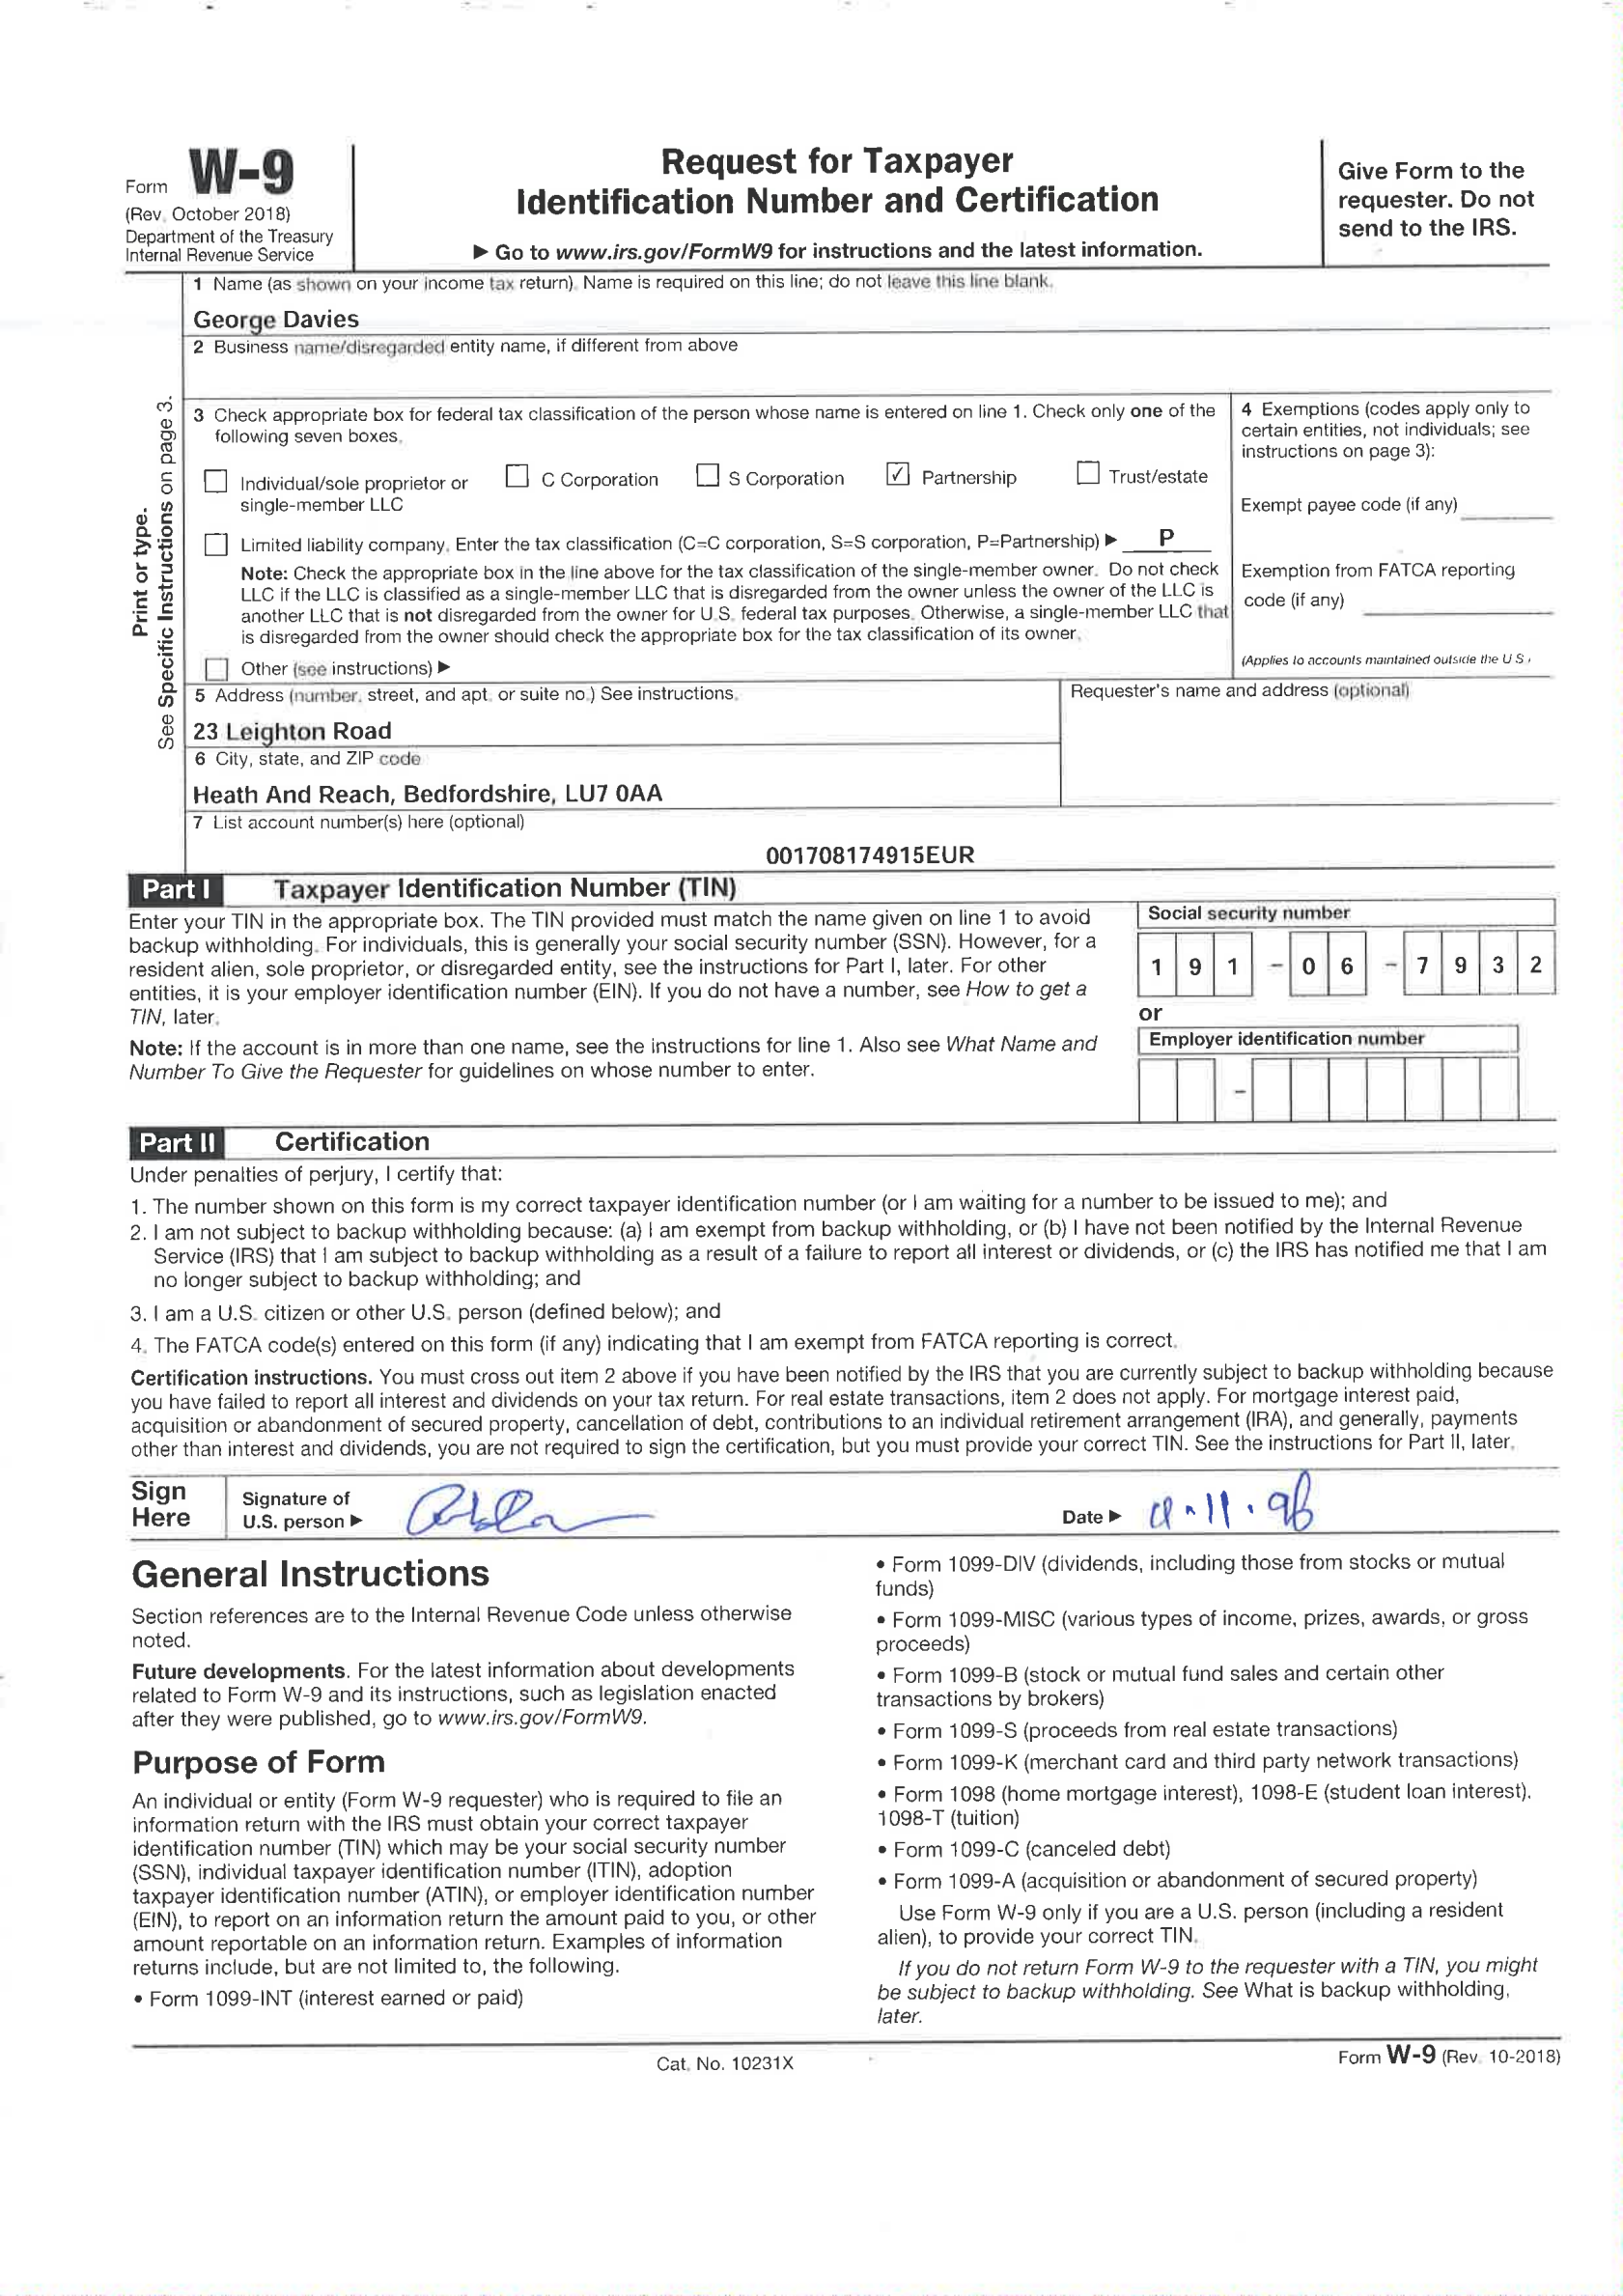 Form W-9
(Rev. October 2018)
Department of the Treasury
Internal Revenue Service
Request for Taxpayer
Identification Number and Certification
▶ Go to www.irs.gov/FormW9 for instructions and the latest information.
Give Form to the
requester. Do not
send to the IRS.
Print or type.
See Specific Instructions on page 3.
1 Name (as shown on your income tax return). Name is required on this line; do not leave this line blank.
George Davies
2 Business name/disregarded entity name, if different from above
3 Check appropriate box for federal tax classification of the person whose name is entered on line 1. Check only one of the
following seven boxes.
☐ Individual/sole proprietor or
single-member LLC
☐ C Corporation
☐ S Corporation
☑ Partnership
☐ Trust/estate
☐ Limited liability company. Enter the tax classification (C=C corporation, S=S corporation, P=Partnership) ▶ P
Note: Check the appropriate box in the line above for the tax classification of the single-member owner. Do not check
LLC if the LLC is classified as a single-member LLC that is disregarded from the owner unless the owner of the LLC is
another LLC that is not disregarded from the owner for U.S. federal tax purposes. Otherwise, a single-member LLC that
is disregarded from the owner should check the appropriate box for the tax classification of its owner.
☐ Other (see instructions) ▶
4 Exemptions (codes apply only to
certain entities, not individuals; see
instructions on page 3):
Exempt payee code (if any)
Exemption from FATCA reporting
code (if any)
(Applies to accounts maintained outside the U S.
5 Address (number, street, and apt. or suite no.) See instructions.
23 Leighton Road
Requester's name and address (optional)
6 City, state, and ZIP code
Heath And Reach, Bedfordshire, LU7 0AA
7 List account number(s) here (optional)
001708174915EUR
Part I Taxpayer Identification Number (TIN)
Enter your TIN in the appropriate box. The TIN provided must match the name given on line 1 to avoid
backup withholding. For individuals, this is generally your social security number (SSN). However, for a
resident alien, sole proprietor, or disregarded entity, see the instructions for Part I, later. For other
entities, it is your employer identification number (EIN). If you do not have a number, see How to get a
TIN, later.
Note: If the account is in more than one name, see the instructions for line 1. Also see What Name and
Number To Give the Requester for guidelines on whose number to enter.
Social security number
1 9 1 - 0 6 - 7 9 3 2
or
Employer identification number
-
Part II Certification
Under penalties of perjury, I certify that:
1. The number shown on this form is my correct taxpayer identification number (or I am waiting for a number to be issued to me); and
2. I am not subject to backup withholding because: (a) I am exempt from backup withholding, or (b) I have not been notified by the Internal Revenue
Service (IRS) that I am subject to backup withholding as a result of a failure to report all interest or dividends, or (c) the IRS has notified me that I am
no longer subject to backup withholding; and
3. I am a U.S. citizen or other U.S. person (defined below); and
4. The FATCA code(s) entered on this form (if any) indicating that I am exempt from FATCA reporting is correct.
Certification instructions. You must cross out item 2 above if you have been notified by the IRS that you are currently subject to backup withholding because
you have failed to report all interest and dividends on your tax return. For real estate transactions, item 2 does not apply. For mortgage interest paid,
acquisition or abandonment of secured property, cancellation of debt, contributions to an individual retirement arrangement (IRA), and generally, payments
other than interest and dividends, you are not required to sign the certification, but you must provide your correct TIN. See the instructions for Part II, later.
Sign
Here
Signature of
U.S. person ▶
Date ▶
General Instructions
Section references are to the Internal Revenue Code unless otherwise
noted.
Future developments. For the latest information about developments
related to Form W-9 and its instructions, such as legislation enacted
after they were published, go to www.irs.gov/FormW9.
Purpose of Form
An individual or entity (Form W-9 requester) who is required to file an
information return with the IRS must obtain your correct taxpayer
identification number (TIN) which may be your social security number
(SSN), individual taxpayer identification number (ITIN), adoption
taxpayer identification number (ATIN), or employer identification number
(EIN), to report on an information return the amount paid to you, or other
amount reportable on an information return. Examples of information
returns include, but are not limited to, the following.
• Form 1099-INT (interest earned or paid)
• Form 1099-DIV (dividends, including those from stocks or mutual
funds)
• Form 1099-MISC (various types of income, prizes, awards, or gross
proceeds)
• Form 1099-B (stock or mutual fund sales and certain other
transactions by brokers)
• Form 1099-S (proceeds from real estate transactions)
• Form 1099-K (merchant card and third party network transactions)
• Form 1098 (home mortgage interest), 1098-E (student loan interest).
1098-T (tuition)
• Form 1099-C (canceled debt)
• Form 1099-A (acquisition or abandonment of secured property)
Use Form W-9 only if you are a U.S. person (including a resident
alien), to provide your correct TIN.
If you do not return Form W-9 to the requester with a TIN, you might
be subject to backup withholding. See What is backup withholding,
later.
Cat. No. 10231X
Form W-9 (Rev. 10-2018)